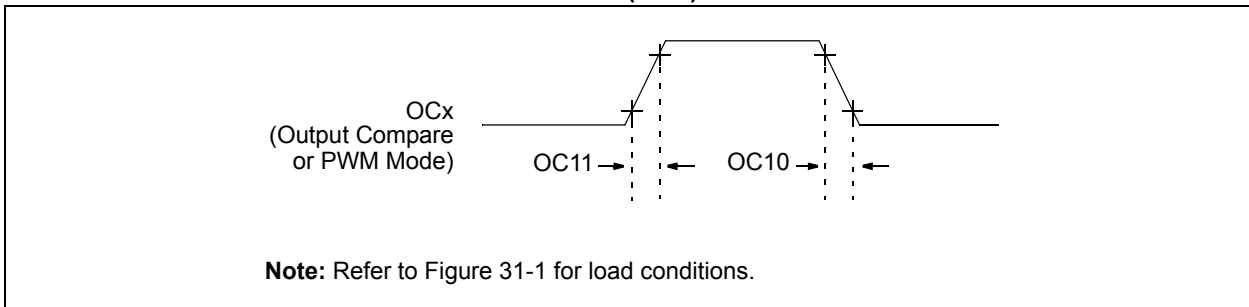 OCx
(Output Compare
or PWM Mode)
OC11
OC10
Note: Refer to Figure 31-1 for load conditions.